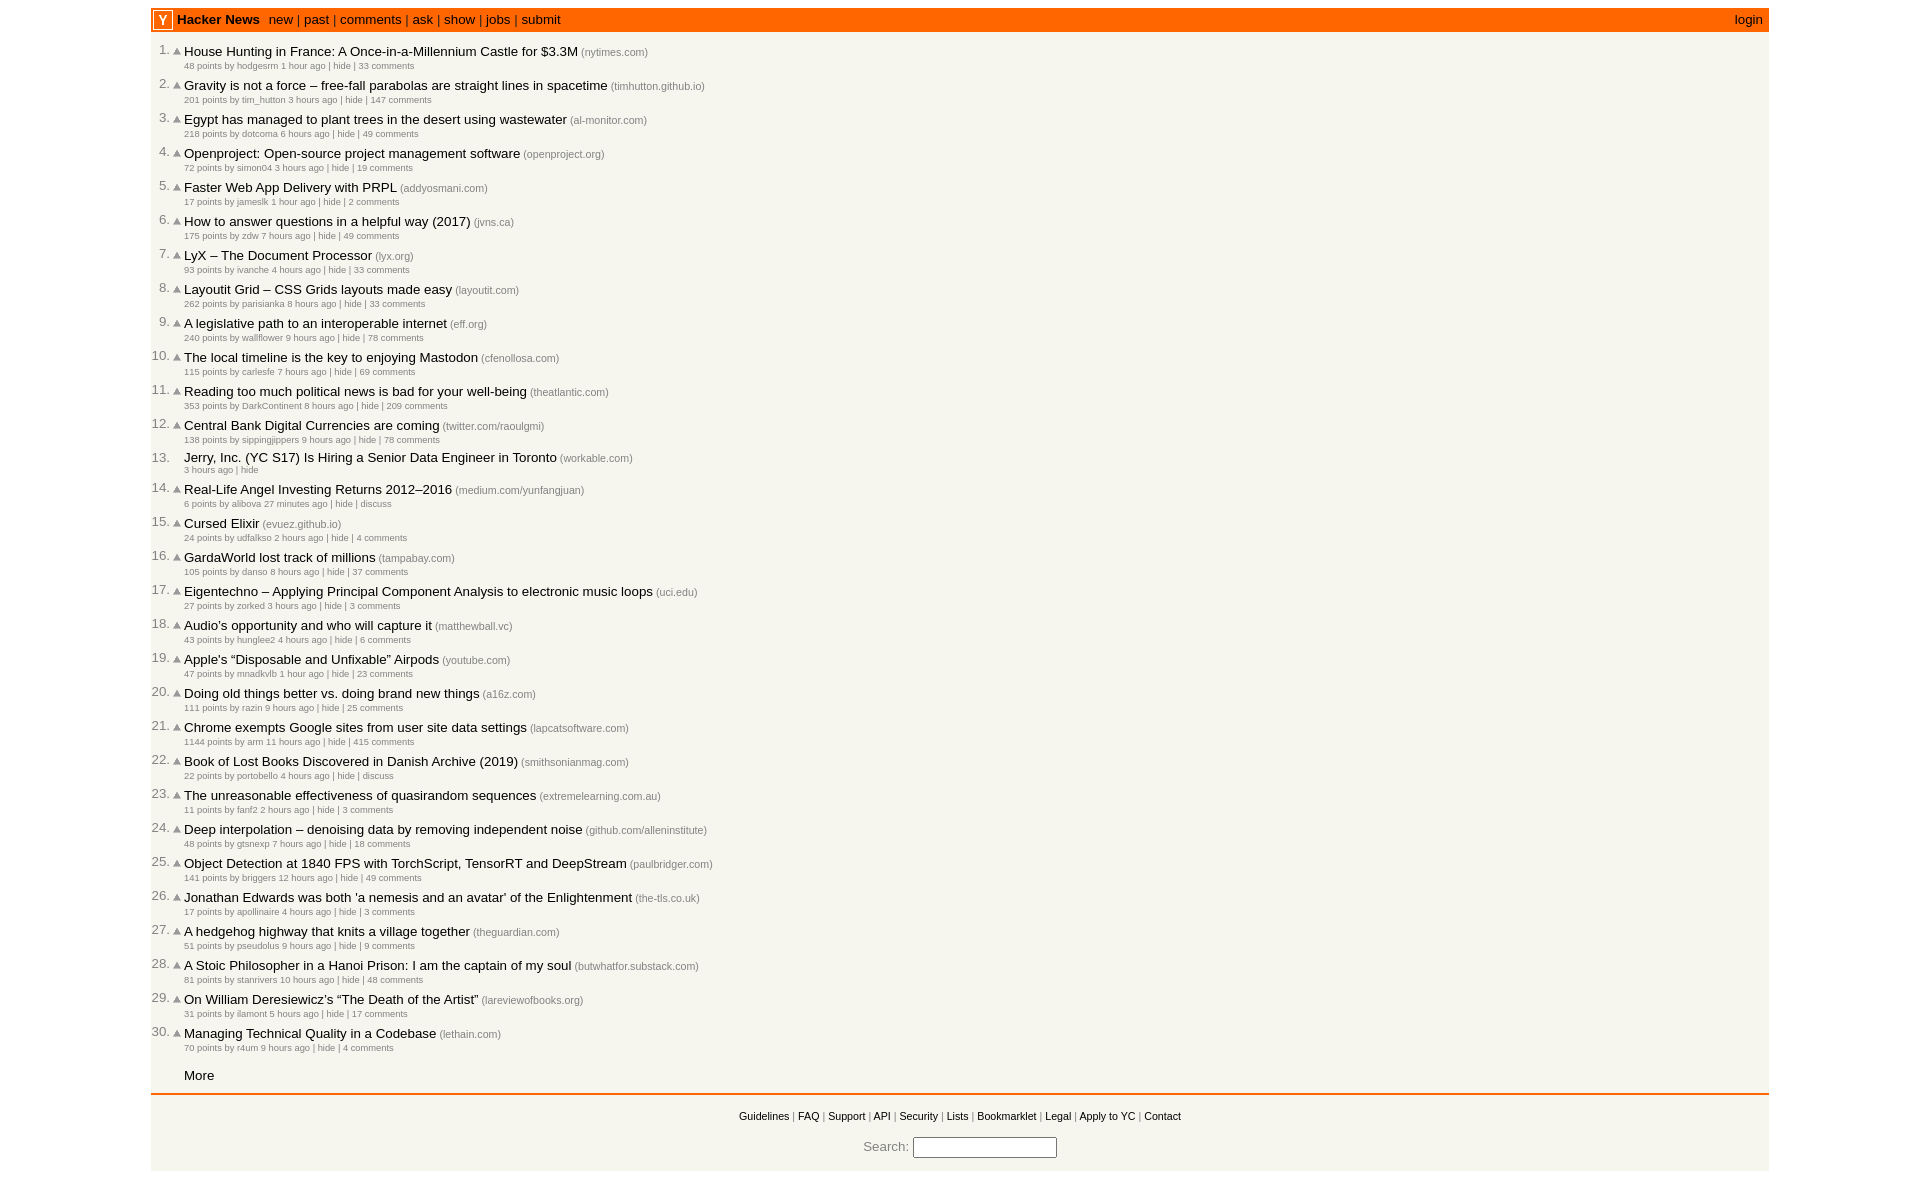 Y Hacker News new | past | comments | ask | show | jobs | submit login
1. House Hunting in France: A Once-in-a-Millennium Castle for $3.3M (nytimes.com)
48 points by hodgesrm 1 hour ago | hide | 33 comments
2. Gravity is not a force – free-fall parabolas are straight lines in spacetime (timhutton.github.io)
201 points by tim_hutton 3 hours ago | hide | 147 comments
3. Egypt has managed to plant trees in the desert using wastewater (al-monitor.com)
218 points by dotcoma 6 hours ago | hide | 49 comments
4. Openproject: Open-source project management software (openproject.org)
72 points by simon04 3 hours ago | hide | 19 comments
5. Faster Web App Delivery with PRPL (addyosmani.com)
17 points by jameslk 1 hour ago | hide | 2 comments
6. How to answer questions in a helpful way (2017) (jvns.ca)
175 points by zdw 7 hours ago | hide | 49 comments
7. LyX – The Document Processor (lyx.org)
93 points by ivanche 4 hours ago | hide | 33 comments
8. Layoutit Grid – CSS Grids layouts made easy (layoutit.com)
262 points by parisianka 8 hours ago | hide | 33 comments
9. A legislative path to an interoperable internet (eff.org)
240 points by wallflower 9 hours ago | hide | 78 comments
10. The local timeline is the key to enjoying Mastodon (cfenollosa.com)
115 points by carlesfe 7 hours ago | hide | 69 comments
11. Reading too much political news is bad for your well-being (theatlantic.com)
353 points by DarkContinent 8 hours ago | hide | 209 comments
12. Central Bank Digital Currencies are coming (twitter.com/raoulgmi)
138 points by sippingjippers 9 hours ago | hide | 78 comments
13. Jerry, Inc. (YC S17) Is Hiring a Senior Data Engineer in Toronto (workable.com)
3 hours ago | hide
14. Real-Life Angel Investing Returns 2012–2016 (medium.com/yunfangjuan)
6 points by alibova 27 minutes ago | hide | discuss
15. Cursed Elixir (evuez.github.io)
24 points by udfalkso 2 hours ago | hide | 4 comments
16. GardaWorld lost track of millions (tampabay.com)
105 points by danso 8 hours ago | hide | 37 comments
17. Eigentechno – Applying Principal Component Analysis to electronic music loops (uci.edu)
27 points by zorked 3 hours ago | hide | 3 comments
18. Audio’s opportunity and who will capture it (matthewball.vc)
43 points by hunglee2 4 hours ago | hide | 6 comments
19. Apple's “Disposable and Unfixable” Airpods (youtube.com)
47 points by mnadkvlb 1 hour ago | hide | 23 comments
20. Doing old things better vs. doing brand new things (a16z.com)
111 points by razin 9 hours ago | hide | 25 comments
21. Chrome exempts Google sites from user site data settings (lapcatsoftware.com)
1144 points by arm 11 hours ago | hide | 415 comments
22. Book of Lost Books Discovered in Danish Archive (2019) (smithsonianmag.com)
22 points by portobello 4 hours ago | hide | discuss
23. The unreasonable effectiveness of quasirandom sequences (extremelearning.com.au)
11 points by fanf2 2 hours ago | hide | 3 comments
24. Deep interpolation – denoising data by removing independent noise (github.com/alleninstitute)
48 points by gtsnexp 7 hours ago | hide | 18 comments
25. Object Detection at 1840 FPS with TorchScript, TensorRT and DeepStream (paulbridger.com)
141 points by briggers 12 hours ago | hide | 49 comments
26. Jonathan Edwards was both 'a nemesis and an avatar' of the Enlightenment (the-tls.co.uk)
17 points by apollinaire 4 hours ago | hide | 3 comments
27. A hedgehog highway that knits a village together (theguardian.com)
51 points by pseudolus 9 hours ago | hide | 9 comments
28. A Stoic Philosopher in a Hanoi Prison: I am the captain of my soul (butwhatfor.substack.com)
81 points by stanrivers 10 hours ago | hide | 48 comments
29. On William Deresiewicz’s “The Death of the Artist” (lareviewofbooks.org)
31 points by ilamont 5 hours ago | hide | 17 comments
30. Managing Technical Quality in a Codebase (lethain.com)
70 points by r4um 9 hours ago | hide | 4 comments
More
Guidelines | FAQ | Support | API | Security | Lists | Bookmarklet | Legal | Apply to YC | Contact
Search: